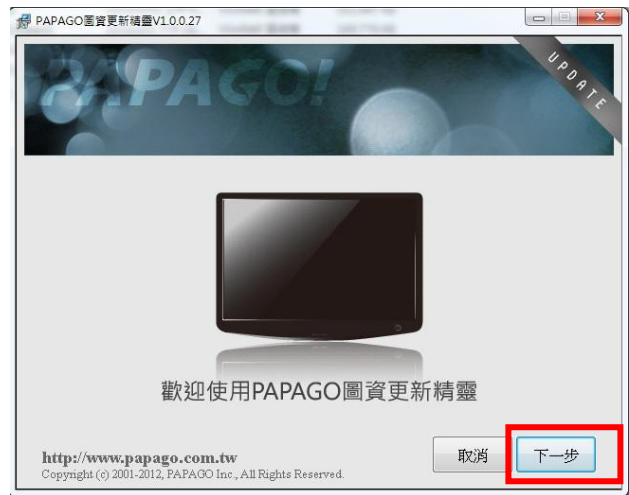 PAPAGO圖資更新精靈V1.0.0.27
UPDATE
PAPAGO!
歡迎使用PAPAGO圖資更新精靈
取消
下一步
http://www.papago.com.tw
Copyright (c) 2001-2012, PAPAGO Inc., All Rights Reserved.